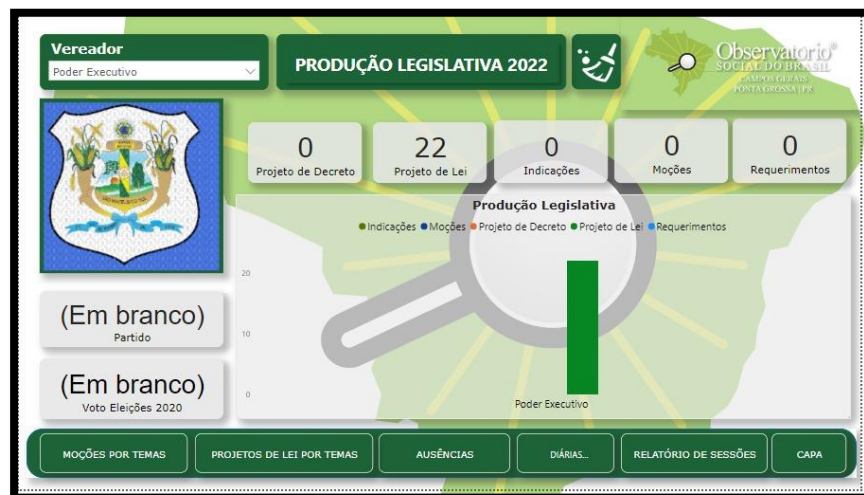 Vereador
Poder Executivo
PRODUÇÃO LEGISLATIVA 2022
Observatorio®
SOCIAL DO BRASIL
CAMPOS GERAIS
PONTA GROSSA | PR
0
Projeto de Decreto
22
Projeto de Lei
0
Indicações
0
Moções
0
Requerimentos
Produção Legislativa
Indicações Moções Projeto de Decreto Projeto de Lei Requerimentos
20
10
0
Poder Executivo
(Em branco)
Partido
(Em branco)
Voto Eleições 2020
MOÇÕES POR TEMAS
PROJETOS DE LEI POR TEMAS
AUSÊNCIAS
DIÁRIAS...
RELATÓRIO DE SESSÕES
CAPA